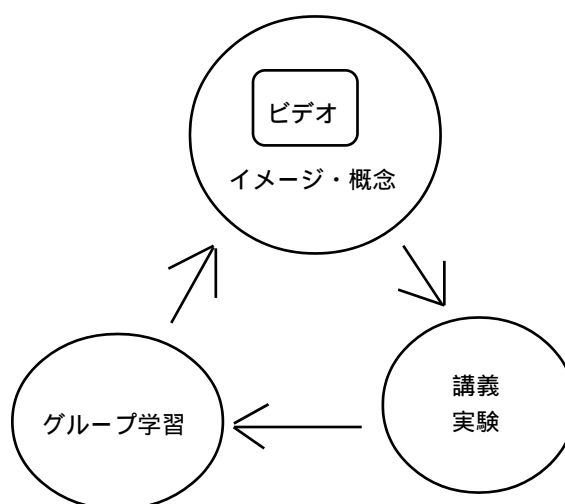 ビデオ
イメージ・概念
講義
実験
グループ学習